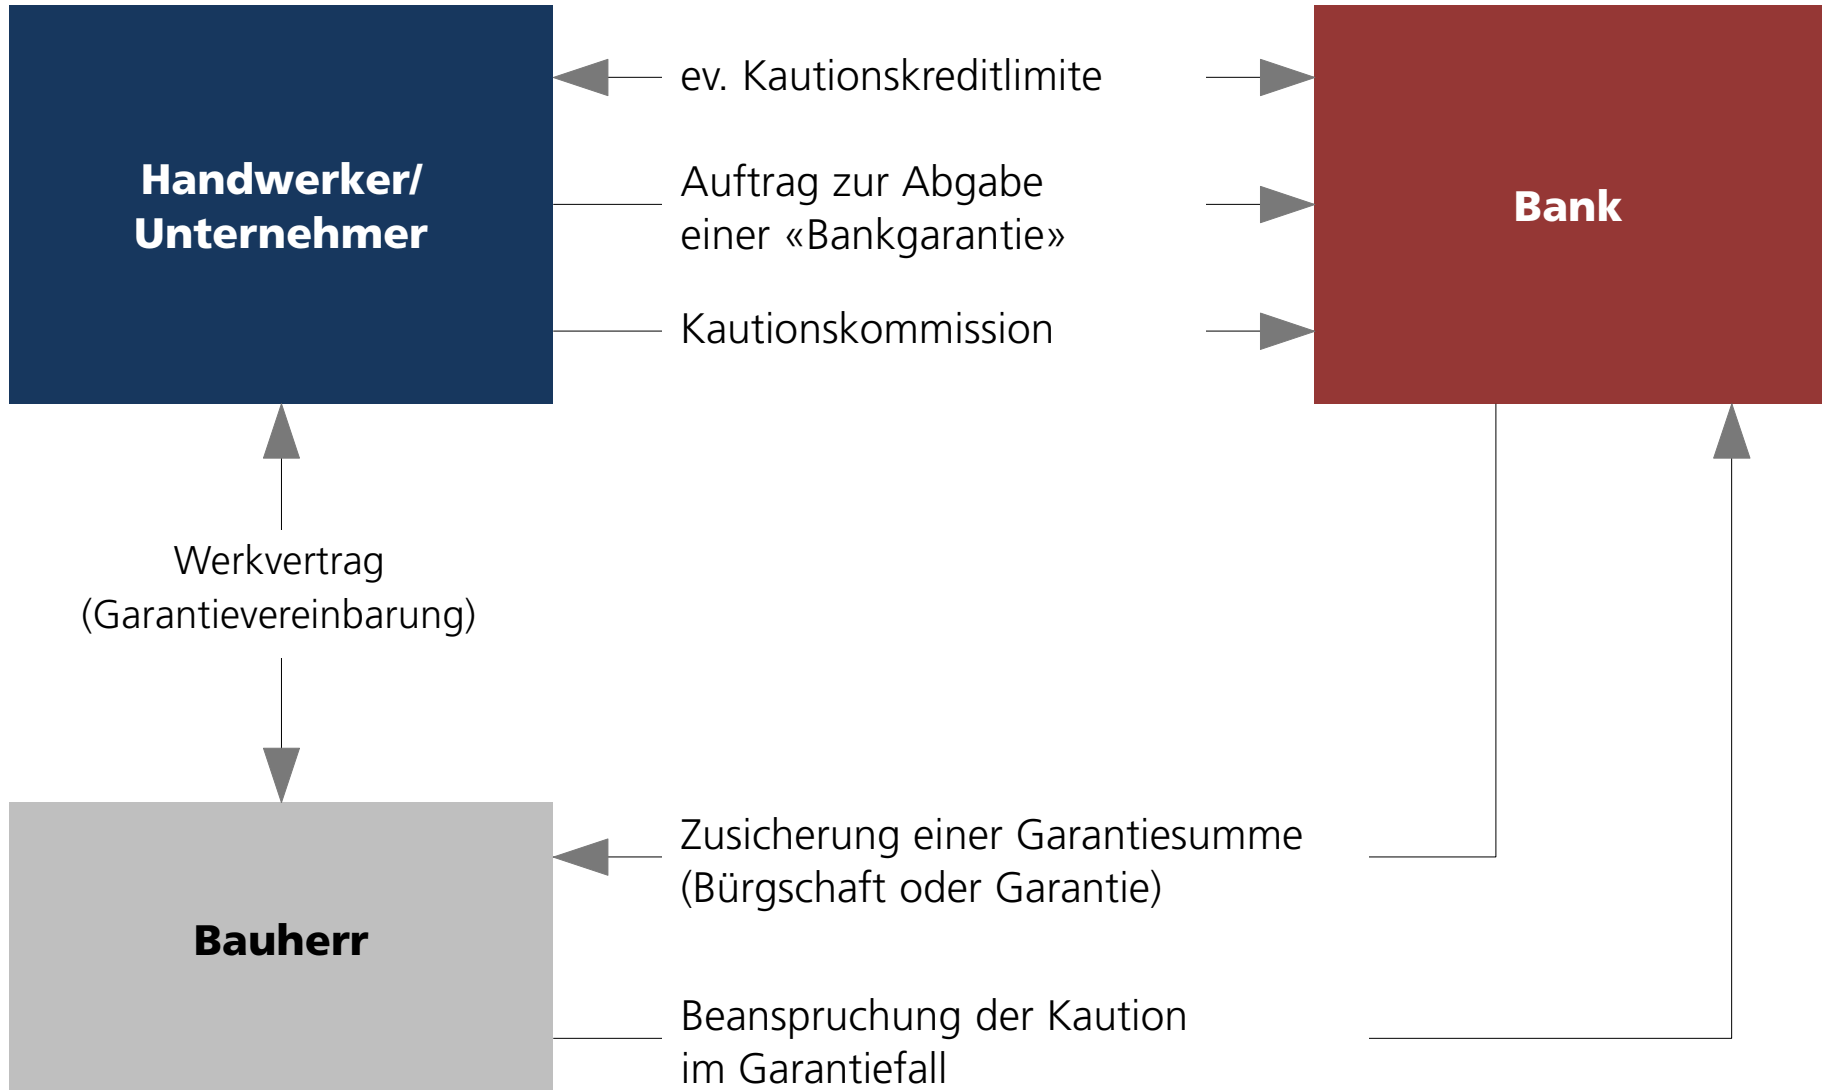 Handwerker/
Unternehmer
ev. Kautionskreditlimite
Auftrag zur Abgabe
einer «Bankgarantie»
Kautionskommission
Bank
Werkvertrag
(Garantievereinbarung)
Bauherr
Zusicherung einer Garantiesumme
(Bürgschaft oder Garantie)
Beanspruchung der Kaution
im Garantiefall